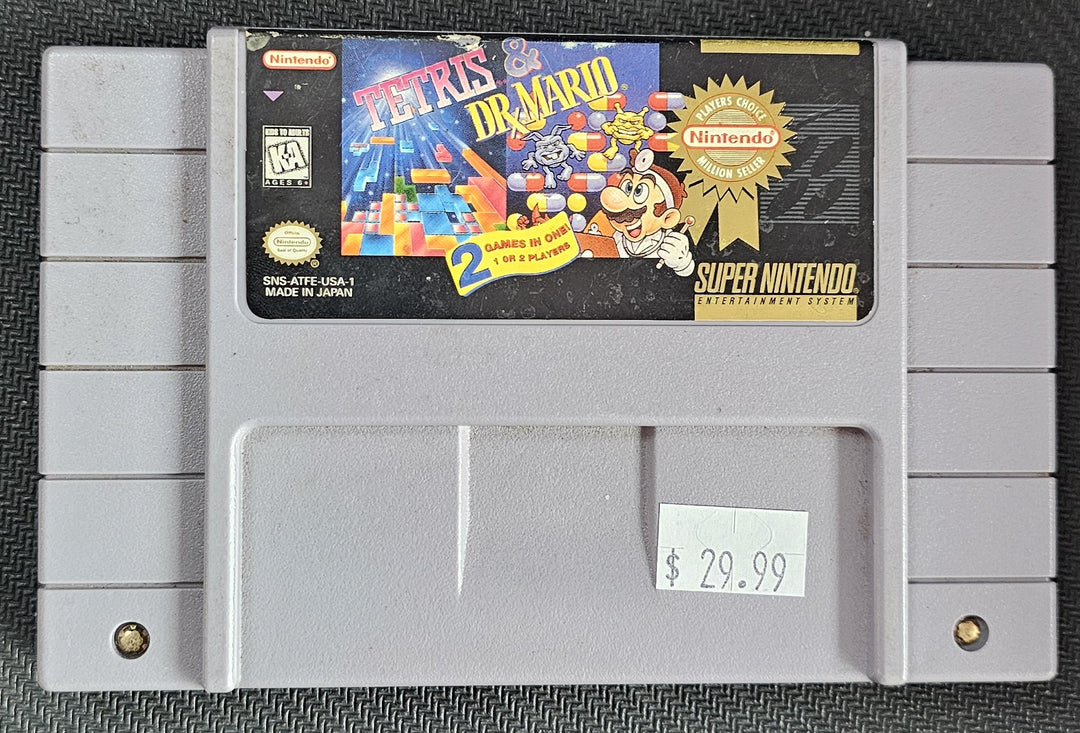 Nintendo®
TETRIS® & DR. MARIO®
KIDS TO ADULTS
K-A
AGES 6+
PLAYERS CHOICE
Nintendo®
MILLION SELLER
Official
Nintendo
Seal of Quality
2 GAMES IN ONE!
1 OR 2 PLAYERS
SNS-ATFE-USA-1
MADE IN JAPAN
SUPER NINTENDO®
ENTERTAINMENT SYSTEM
$ 29.99